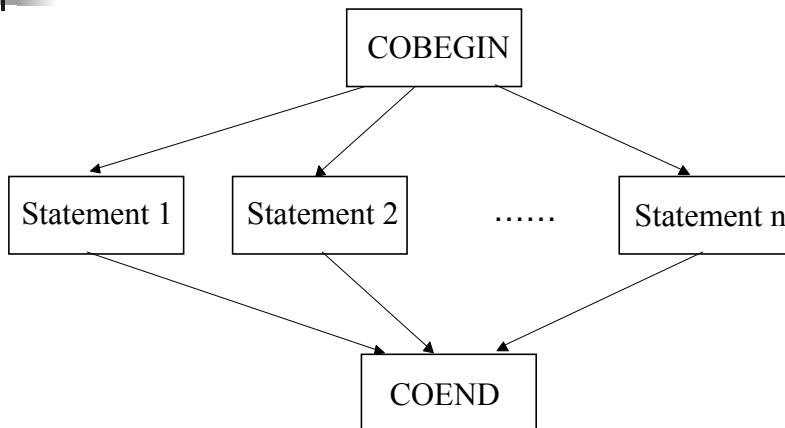 COBEGIN
Statement 1 Statement 2 ...... Statement n
COEND